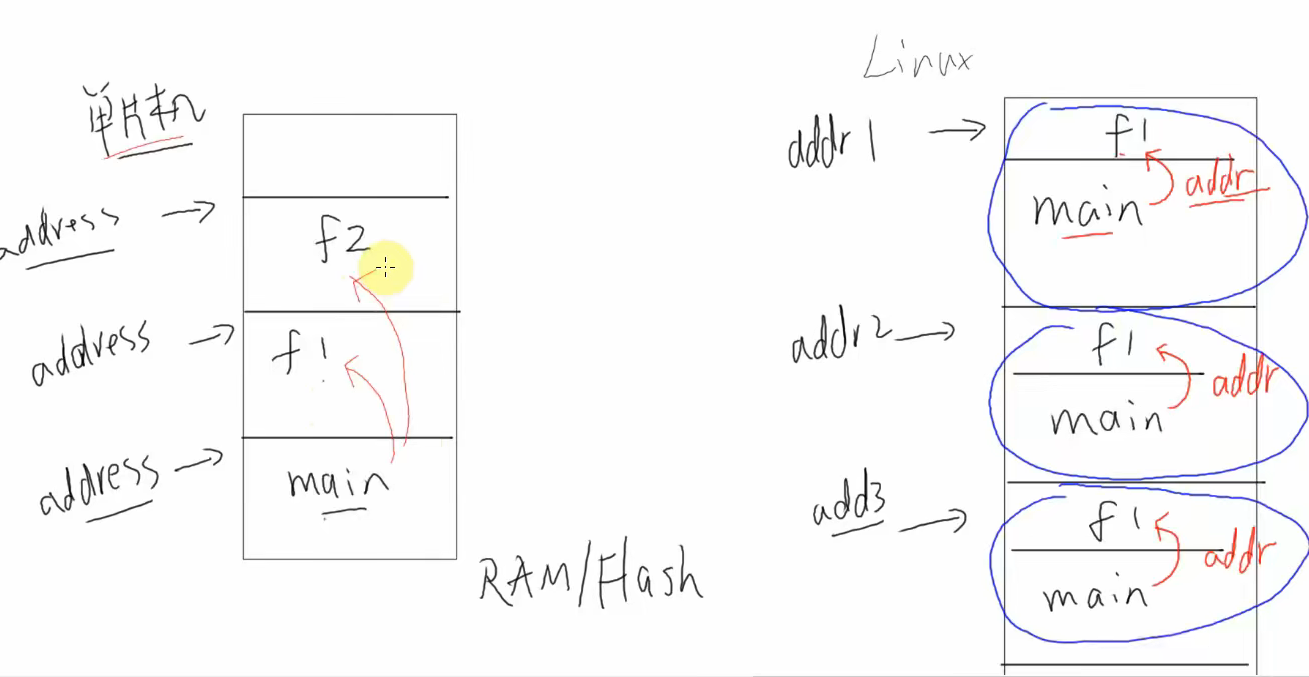 单片机
address
f2
address
f1
address
main
RAM/Flash
Linux
addr1
f1
addr
main
addr2
f1
addr
main
add3
f1
addr
main